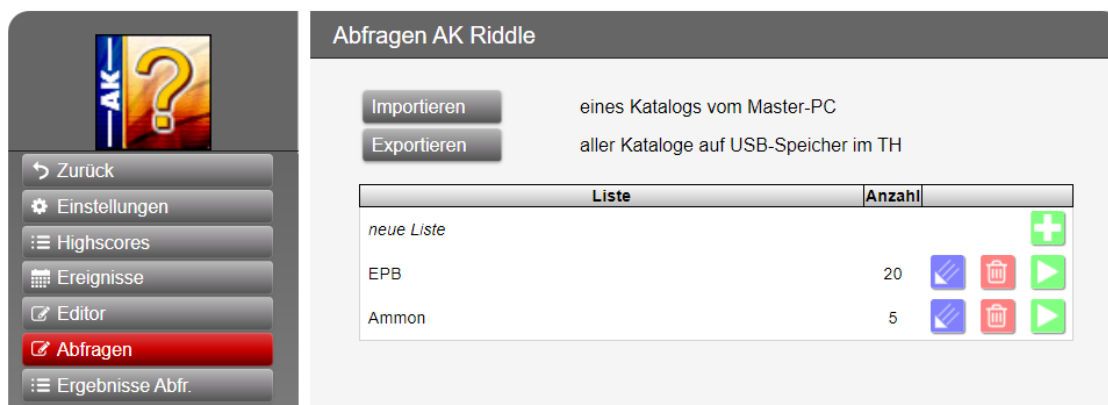 AK
?
Zurück
Einstellungen
Highscores
Ereignisse
Editor
Abfragen
Ergebnisse Abfr.
Abfragen AK Riddle
Importieren eines Katalogs vom Master-PC
Exportieren aller Kataloge auf USB-Speicher im TH
Liste Anzahl
neue Liste
EPB 20
Ammon 5